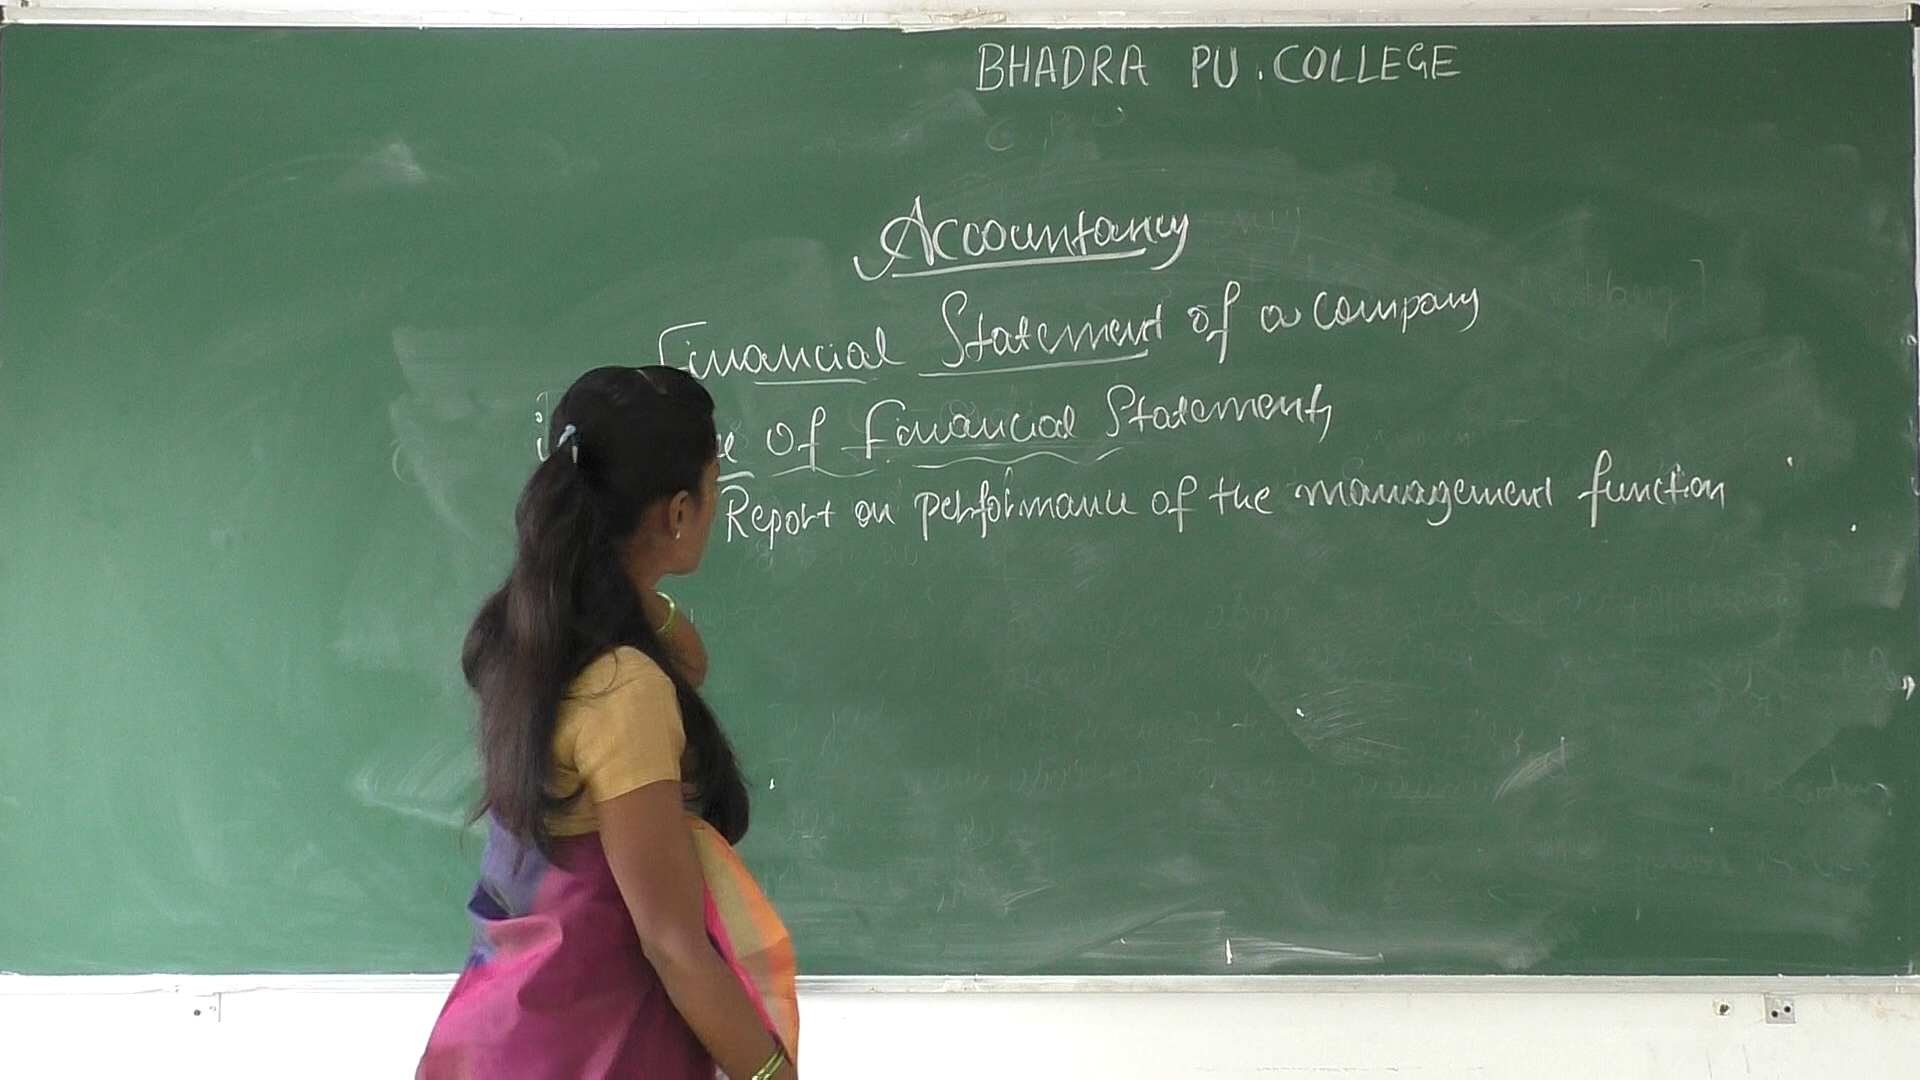 BHADRA PU. COLLEGE
Accountancy
Financial Statement of a company
of Financial Statements
Report on performance of the management function